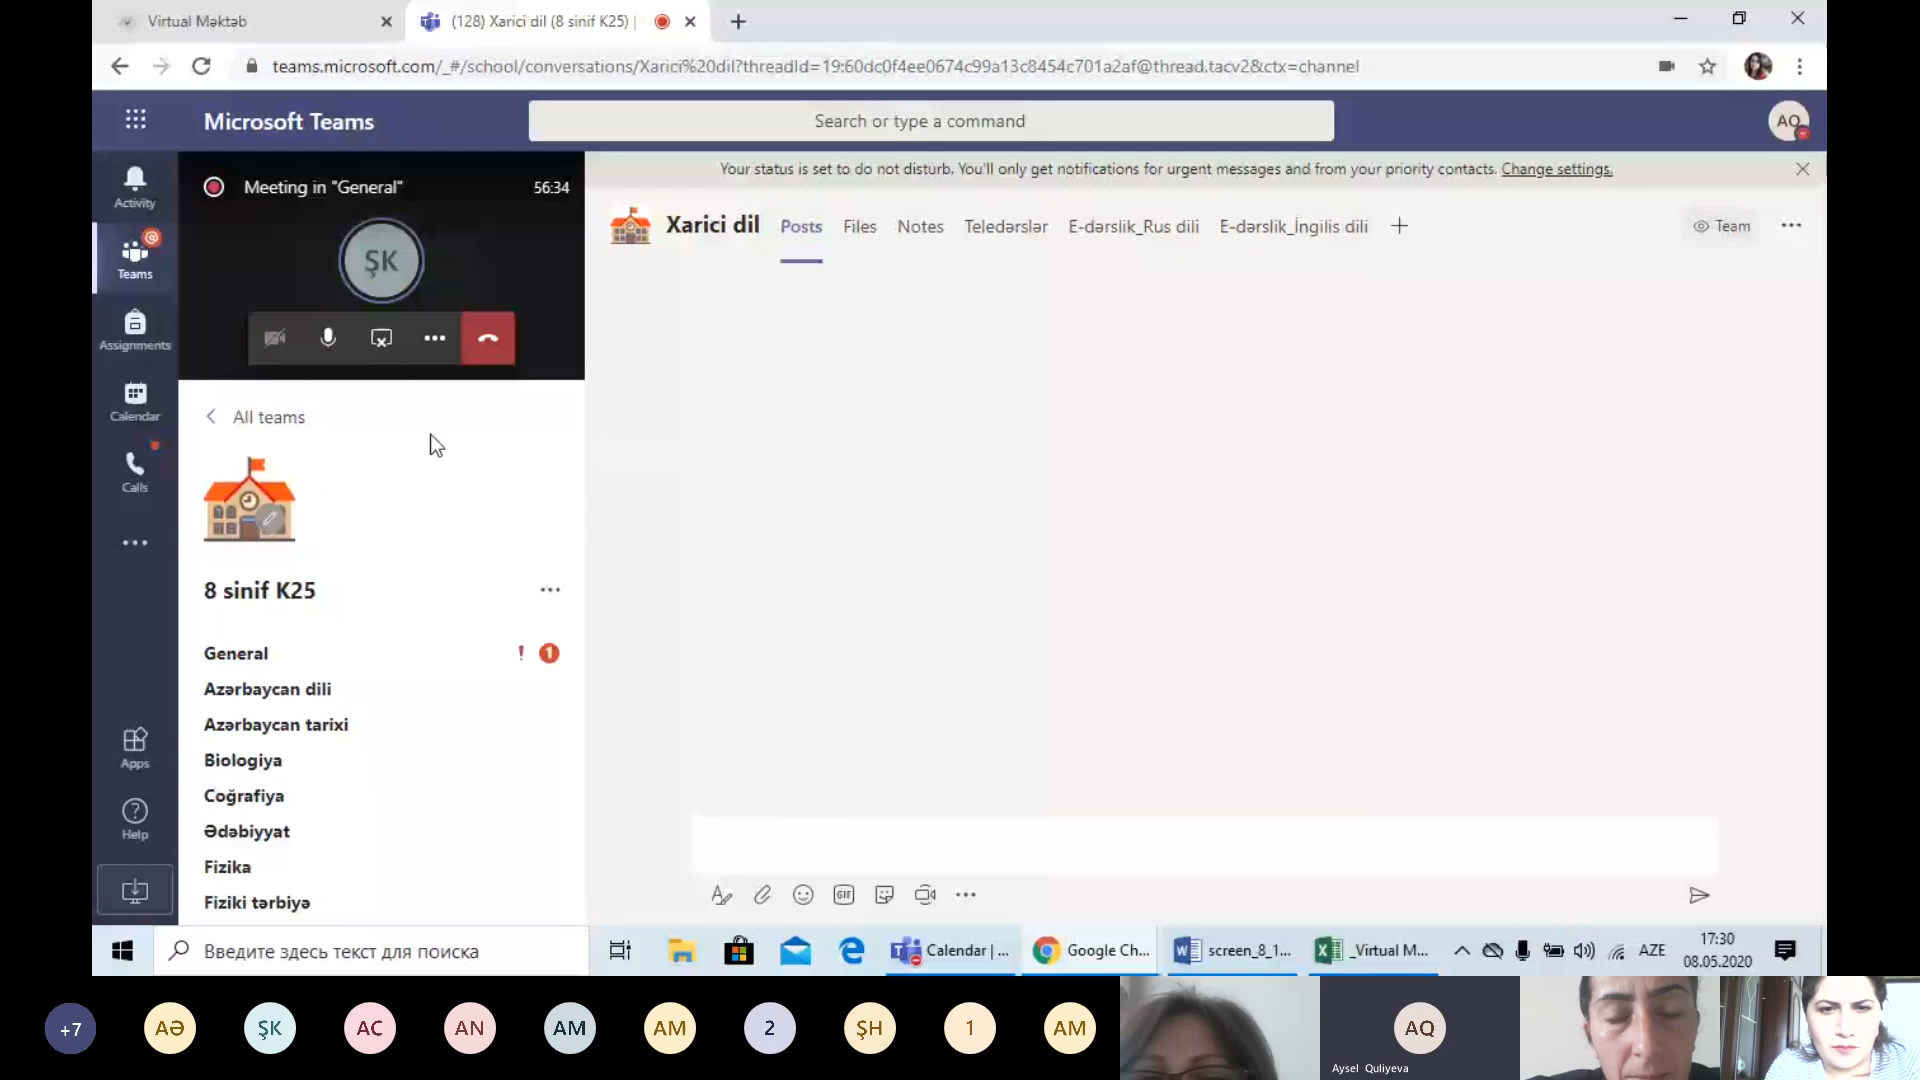 Virtual Məktəb
(128) Xarici dil (8 sinif K25) |
teams.microsoft.com/_#/school/conversations/Xarici%20dil?threadId=19:60dc0f4ee0674c99a13c8454c701a2af@thread.tacv2&ctx=channel
Microsoft Teams
Search or type a command
AQ
Your status is set to do not disturb. You'll only get notifications for urgent messages and from your priority contacts. Change settings.
Activity
Teams
Assignments
Calendar
Calls
Apps
Help
Meeting in "General"
56:34
ŞK
Xarici dil
Posts
Files
Notes
Teledərslər
E-dərslik_Rus dili
E-dərslik_İngilis dili
Team
All teams
8 sinif K25
General
! 1
Azərbaycan dili
Azərbaycan tarixi
Biologiya
Coğrafiya
Ədəbiyyat
Fizika
Fiziki tərbiyə
GIF
Введите здесь текст для поиска
Calendar | ...
Google Ch...
screen_8_1...
_Virtual M...
AZE
17:30
08.05.2020
+7
AƏ
ŞK
AC
AN
AM
AM
2
ŞH
1
AM
AQ
Aysel Quliyeva